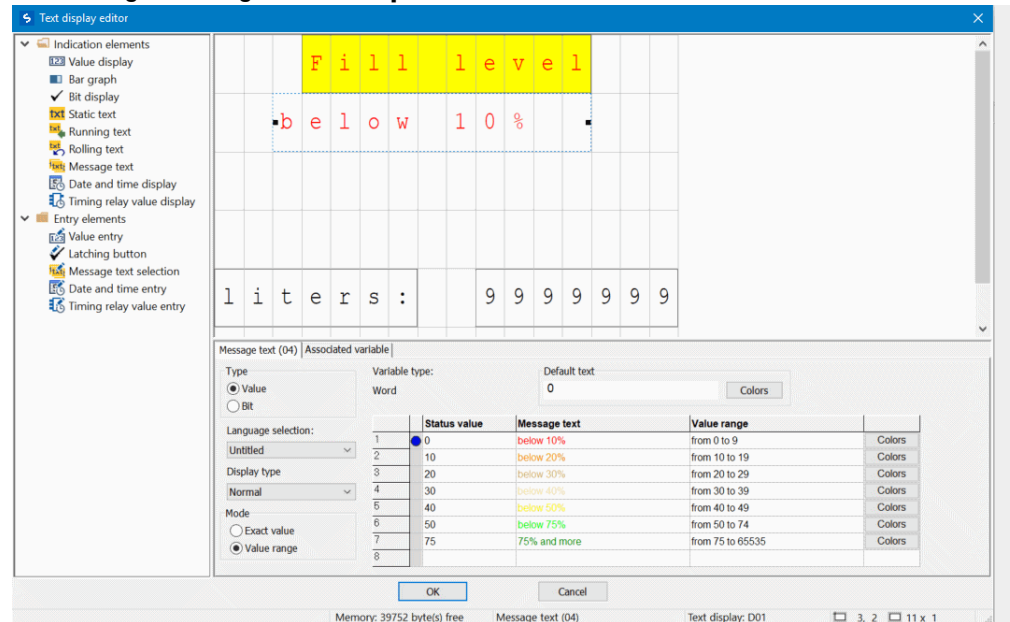 Text display editor
Indication elements
Value display
Bar graph
Bit display
Static text
Running text
Rolling text
Message text
Date and time display
Timing relay value display
Entry elements
Value entry
Latching button
Message text selection
Date and time entry
Timing relay value entry
Fill level
below 10%
liters: 9999999
Message text (04) Associated variable
Type
Value
Bit
Language selection:
Untitled
Display type
Normal
Mode
Exact value
Value range
Variable type:
Word
Default text
0
Colors
Status value Message text Value range
1 0 below 10% from 0 to 9 Colors
2 10 below 20% from 10 to 19 Colors
3 20 below 30% from 20 to 29 Colors
4 30 below 40% from 30 to 39 Colors
5 40 below 50% from 40 to 49 Colors
6 50 below 75% from 50 to 74 Colors
7 75 75% and more from 75 to 65535 Colors
8
OK Cancel
Memory: 39752 byte(s) free Message text (04) Text display: D01 3, 2 11 x 1